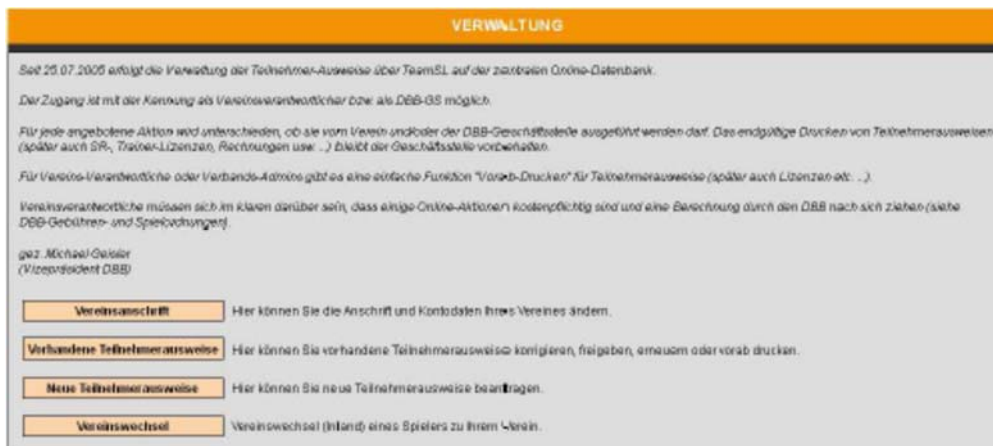 VERWALTUNG
Seit 25.07.2005 erfolgt die Verwaltung der Teilnehmer-Ausweise über TeamSL auf der zentralen Online-Datenbank.
Der Zugang ist mit der Kennung als Vereinsverantwortlicher bzw. als DBB-GS möglich.
Für jede angebotene Aktion wird unterschieden, ob sie vom Verein und/oder der DBB-Geschäftsstelle ausgeführt werden darf. Das endgültige Drucken von Teilnehmerausweisen
(später auch SR-, Trainer-Lizenzen, Rechnungen usw. ...) bleibt der Geschäftsstelle vorbehalten.
Für Vereins-Verantwortliche oder Verbands-Admins gibt es eine einfache Funktion "Vorab-Drucken" für Teilnehmerausweise (später auch Lizenzen etc. ...).
Vereinsverantwortliche müssen sich im klaren darüber sein, dass einige Online-Aktionen kostenpflichtig sind und eine Berechnung durch den DBB nach sich ziehen (siehe
DBB-Gebühren- und Spielordnungen).
gez. Michael Geisler
(Vizepräsident DBB)
Vereinsanschrift Hier können Sie die Anschrift und Kontodaten Ihres Vereines ändern.
Vorhandene Teilnehmerausweise Hier können Sie vorhandene Teilnehmerausweise korrigieren, freigeben, erneuern oder vorab drucken.
Neue Teilnehmerausweise Hier können Sie neue Teilnehmerausweise beantragen.
Vereinswechsel Vereinswechsel (Inland) eines Spielers zu Ihrem Verein.